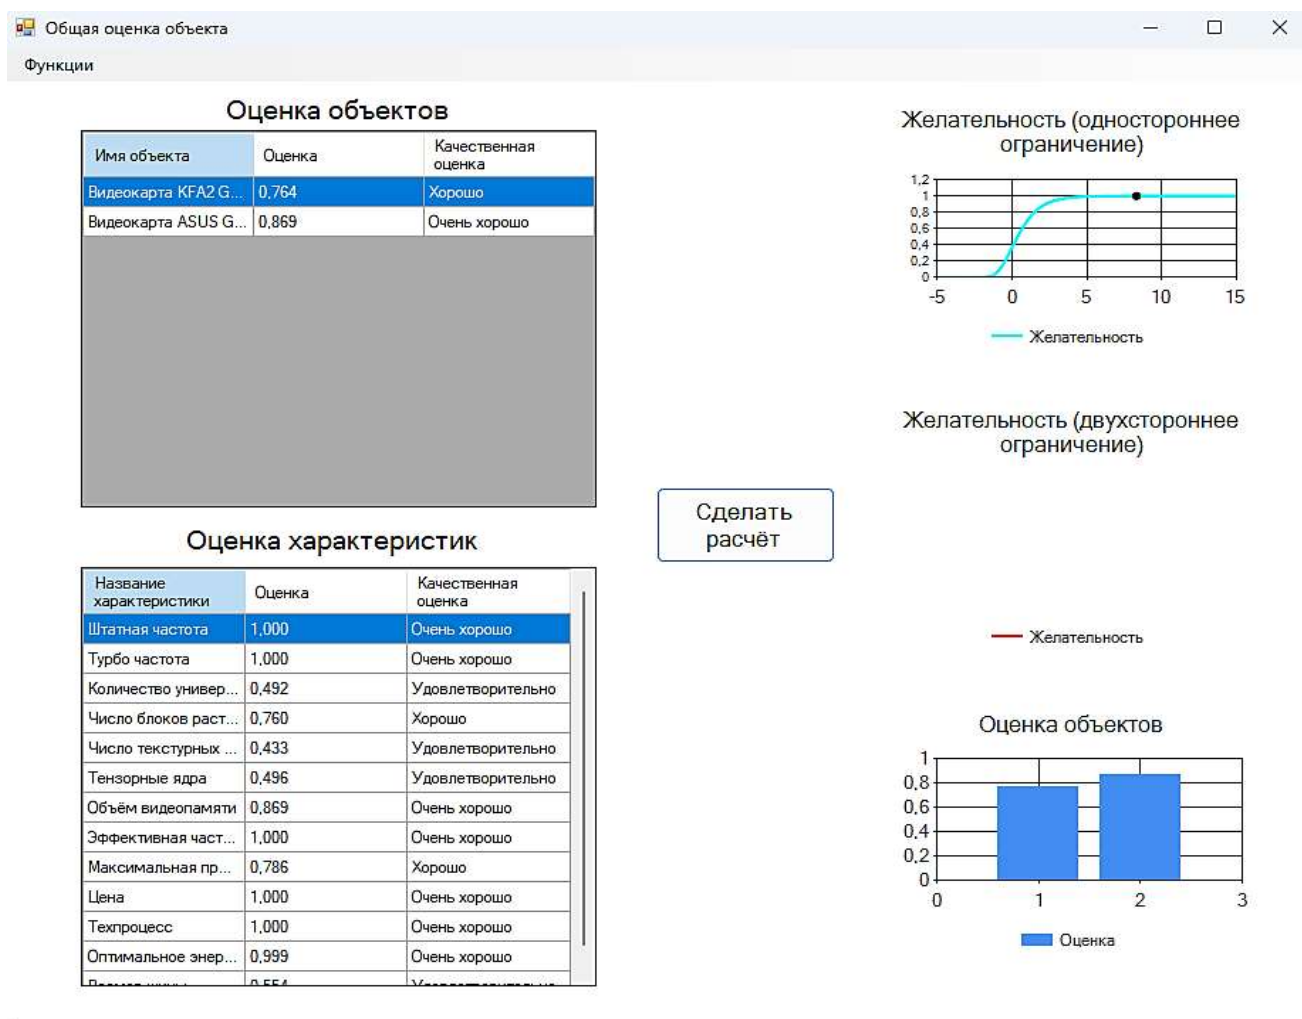 Общая оценка объекта
Функции
Оценка объектов
Имя объекта Оценка Качественная оценка
Видеокарта KFA2 G... 0,764 Хорошо
Видеокарта ASUS G... 0,869 Очень хорошо
Оценка характеристик
Название характеристики Оценка Качественная оценка
Штатная частота 1,000 Очень хорошо
Турбо частота 1,000 Очень хорошо
Количество универ... 0,492 Удовлетворительно
Число блоков раст... 0,760 Хорошо
Число текстурных ... 0,433 Удовлетворительно
Тензорные ядра 0,496 Удовлетворительно
Объём видеопамяти 0,869 Очень хорошо
Эффективная част... 1,000 Очень хорошо
Максимальная пр... 0,786 Хорошо
Цена 1,000 Очень хорошо
Техпроцесс 1,000 Очень хорошо
Оптимальное энер... 0,999 Очень хорошо
Сделать
расчёт
Желательность (одностороннее
ограничение)
1,2
1
0,8
0,6
0,4
0,2
0
-5 0 5 10 15
Желательность
Желательность (двухстороннее
ограничение)
Желательность
Оценка объектов
1
0,8
0,6
0,4
0,2
0
0 1 2 3
Оценка